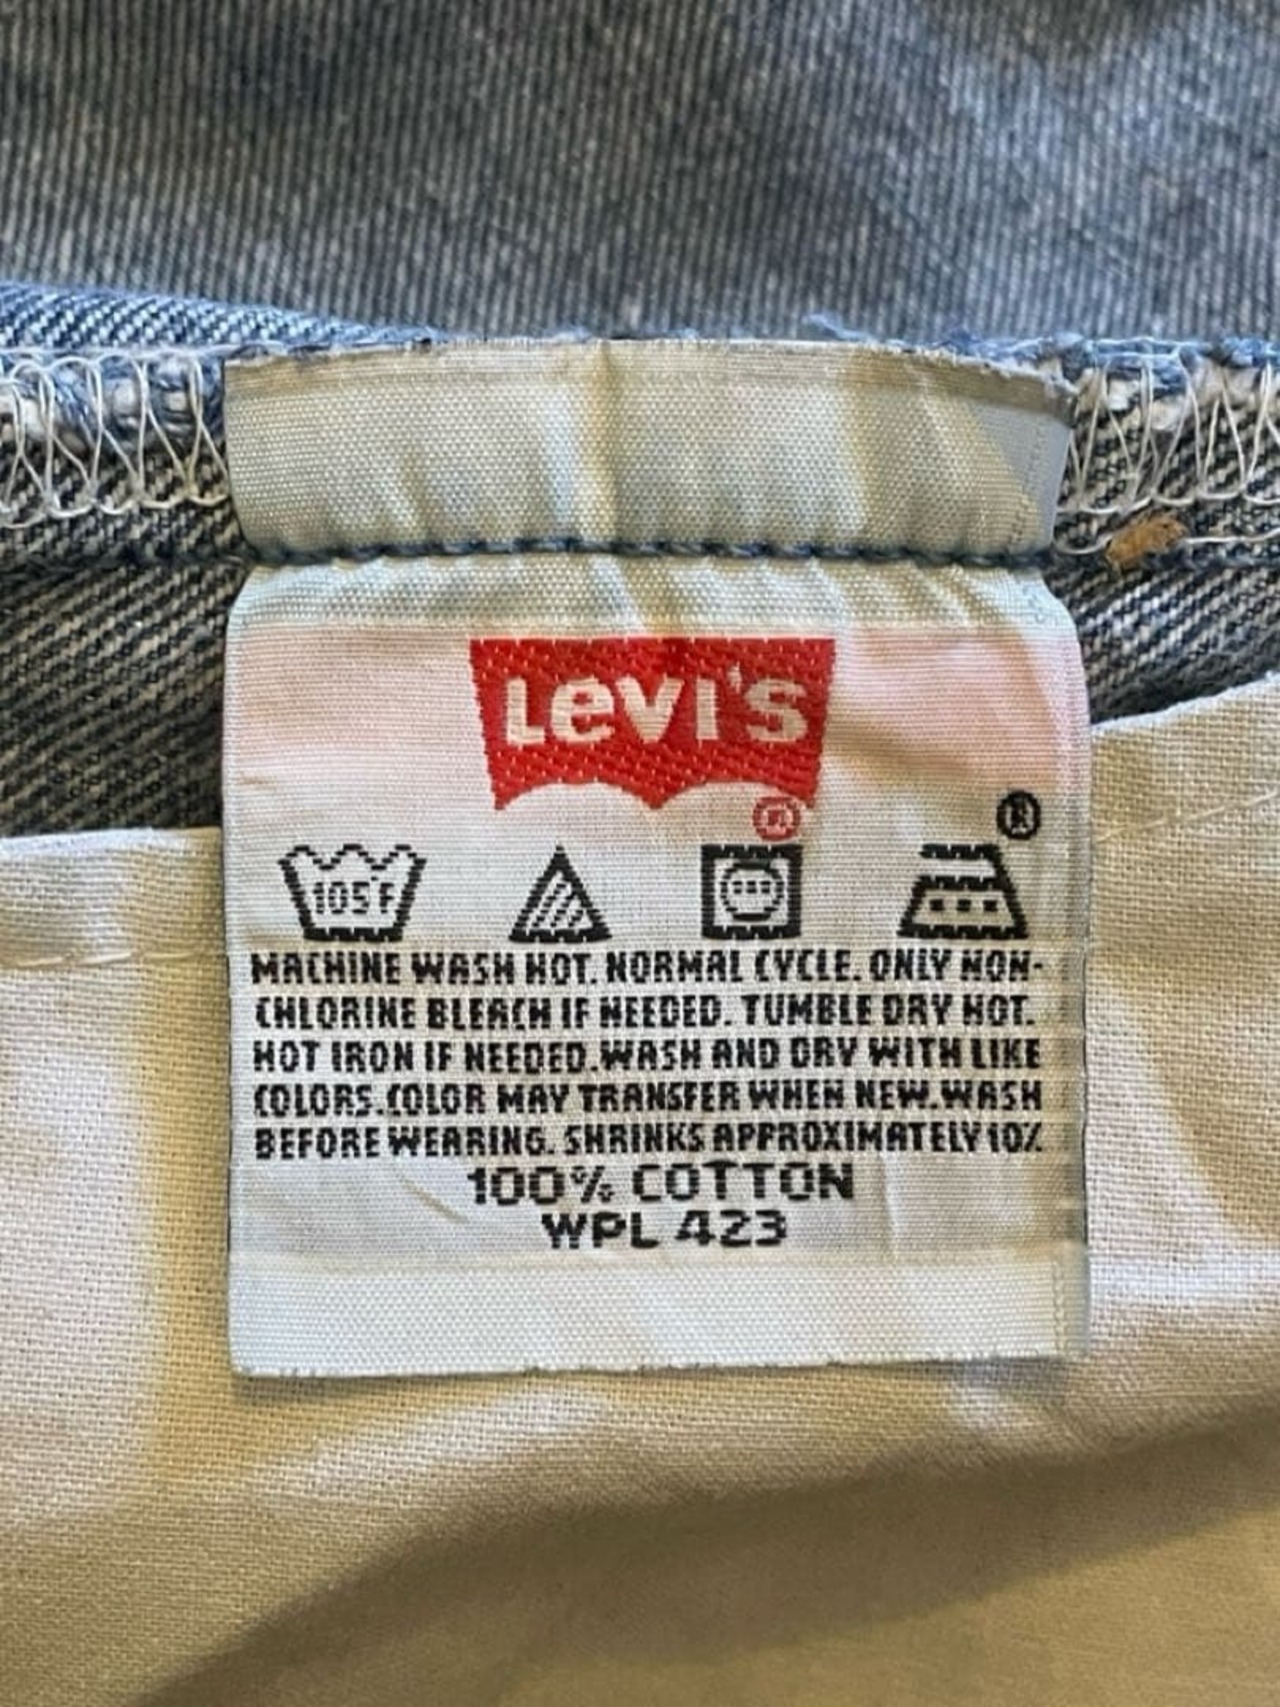 Levi's
®
®
105°F
MACHINE WASH HOT. NORMAL CYCLE. ONLY NON-
CHLORINE BLEACH IF NEEDED. TUMBLE DRY HOT.
HOT IRON IF NEEDED.WASH AND DRY WITH LIKE
COLORS.COLOR MAY TRANSFER WHEN NEW.WASH
BEFORE WEARING. SHRINKS APPROXIMATELY 10%
100% COTTON
WPL 423